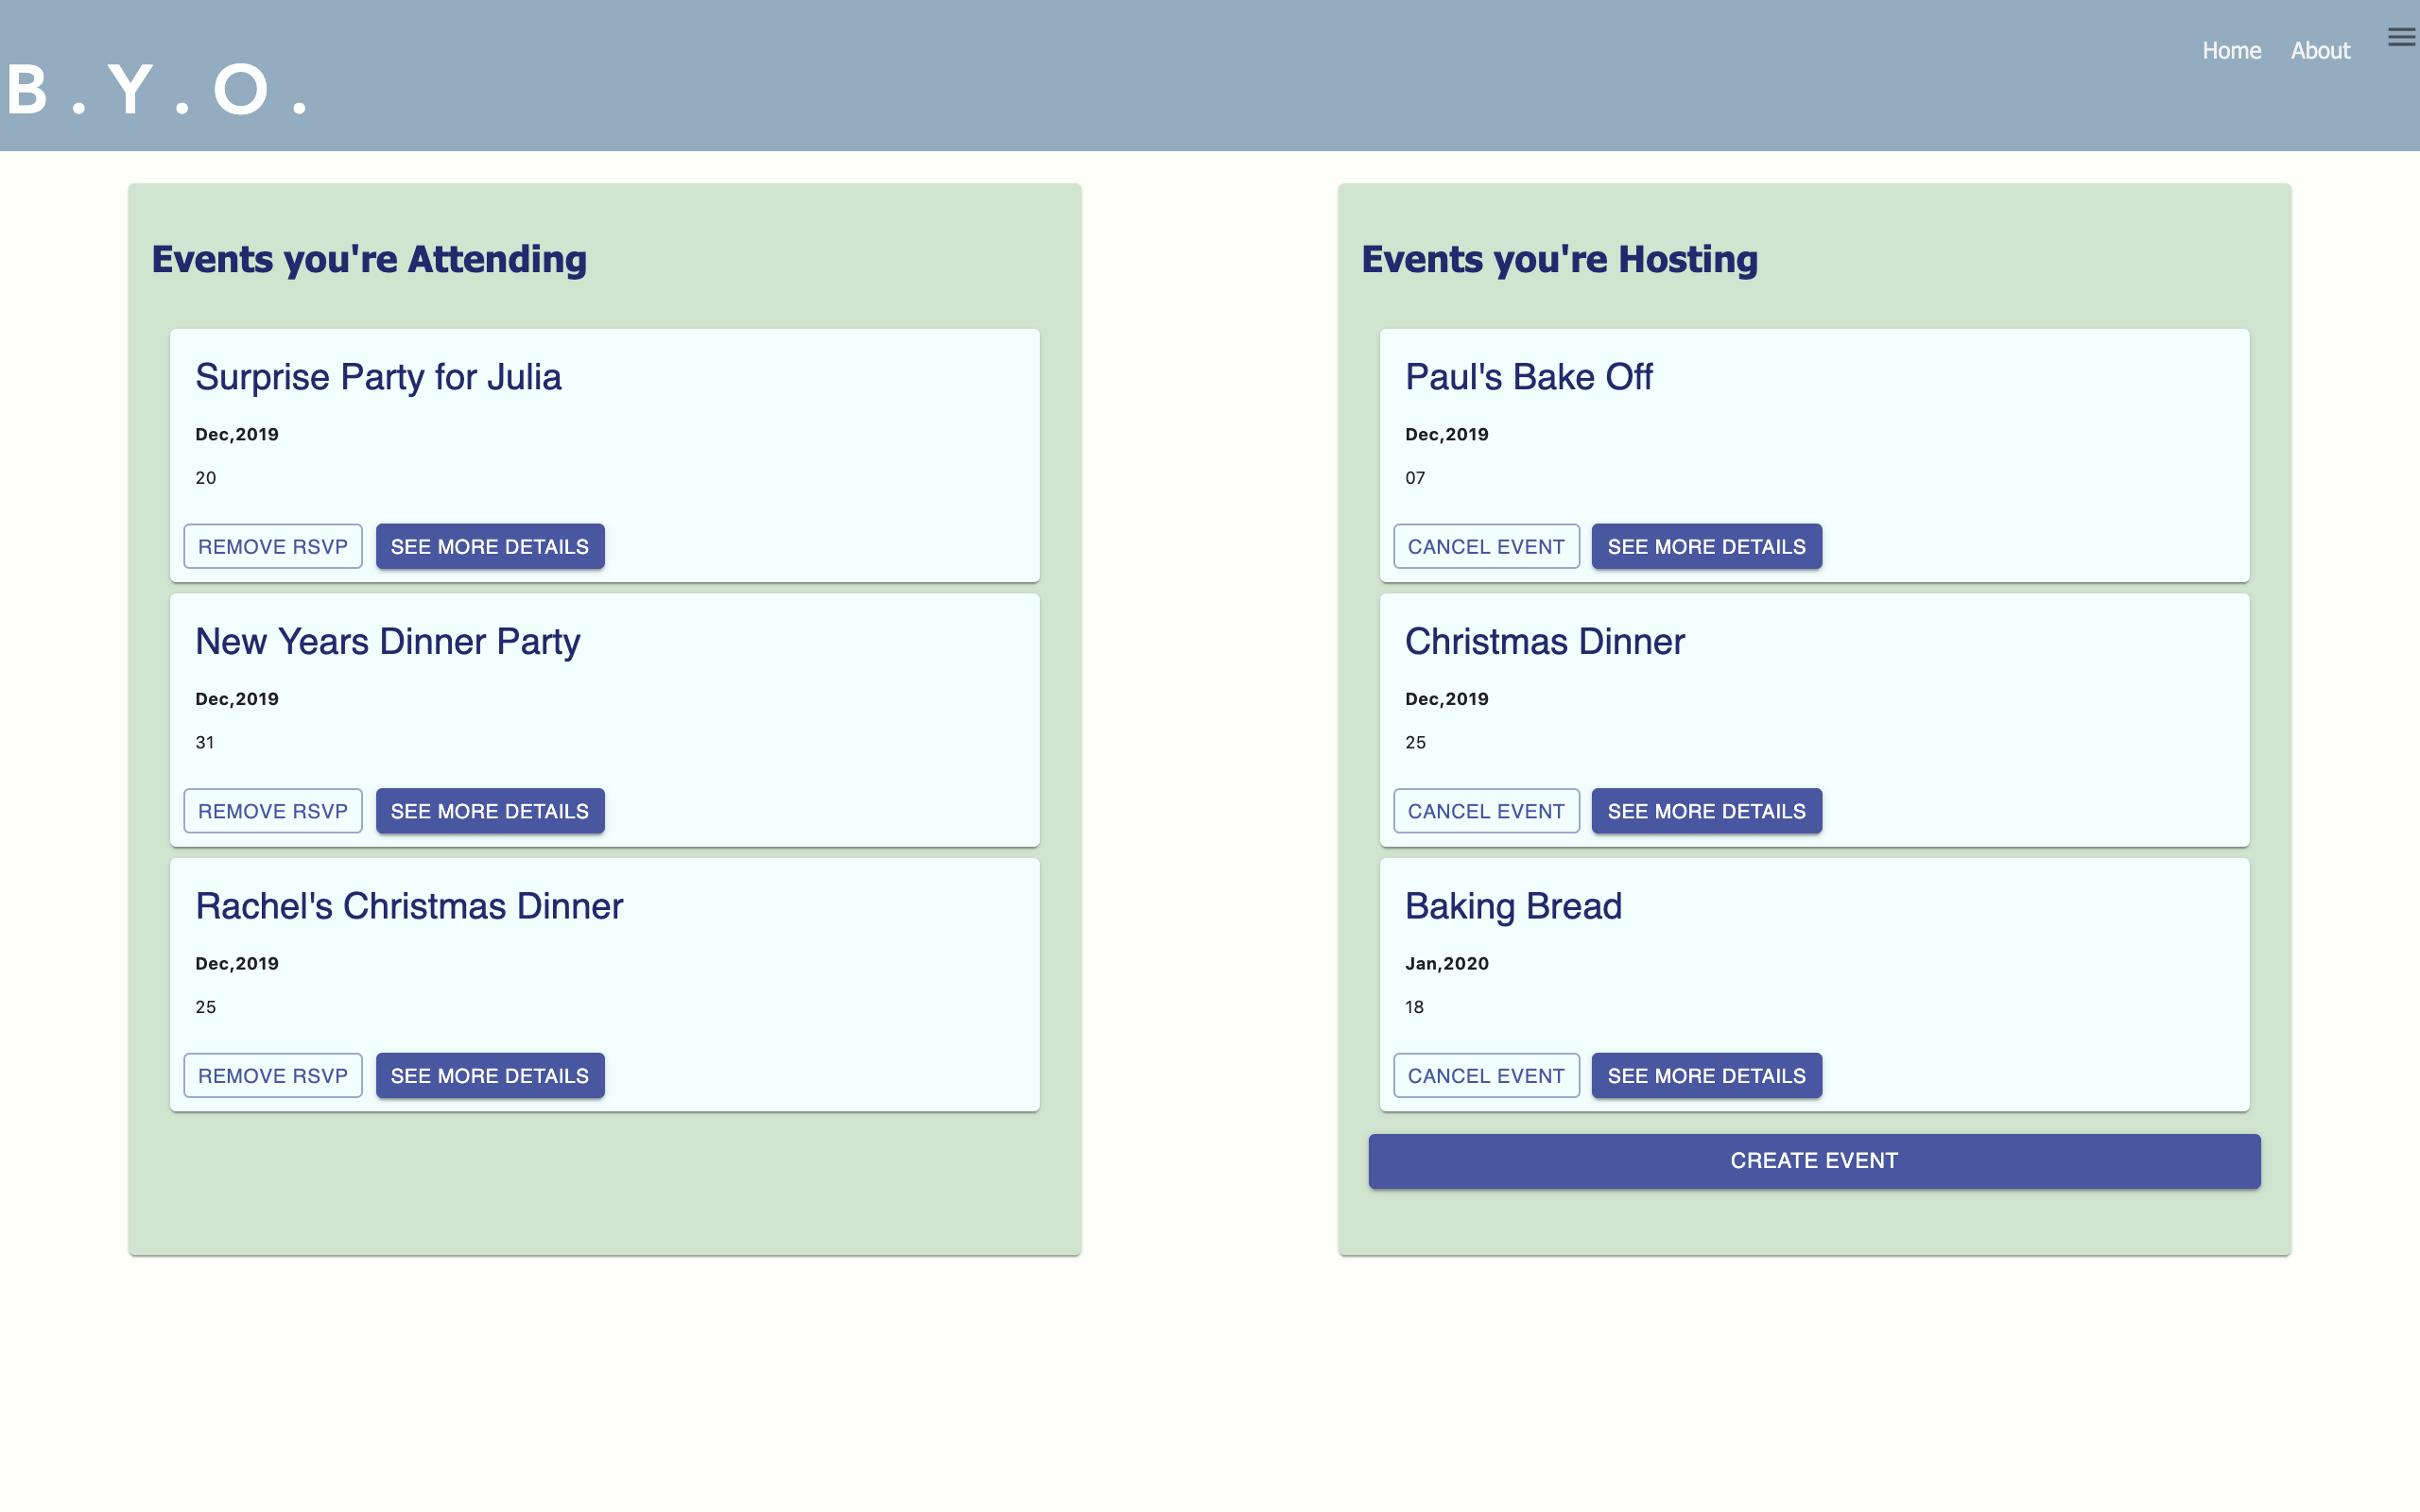 B.Y.O.
Home About
Events you're Attending
Surprise Party for Julia
Dec,2019
20
REMOVE RSVP SEE MORE DETAILS
New Years Dinner Party
Dec,2019
31
REMOVE RSVP SEE MORE DETAILS
Rachel's Christmas Dinner
Dec,2019
25
REMOVE RSVP SEE MORE DETAILS
Events you're Hosting
Paul's Bake Off
Dec,2019
07
CANCEL EVENT SEE MORE DETAILS
Christmas Dinner
Dec,2019
25
CANCEL EVENT SEE MORE DETAILS
Baking Bread
Jan,2020
18
CANCEL EVENT SEE MORE DETAILS
CREATE EVENT